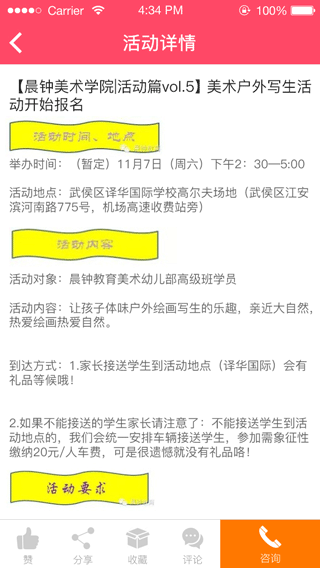 Carrier 4:34 PM 100%
活动详情
【晨钟美术学院|活动篇vol.5】美术户外写生活
动开始报名
活动时间、地点
举办时间：（暂定）11月7日（周六）下午2：30—5:00
活动地点：武侯区译华国际学校高尔夫场地（武侯区江安
滨河南路775号，机场高速收费站旁）
活动内容
活动对象：晨钟教育美术幼儿部高级班学员
活动内容：让孩子体味户外绘画写生的乐趣，亲近大自然，
热爱绘画热爱自然。
到达方式：1.家长接送学生到活动地点（译华国际）会有
礼品等候哦！
2.如果不能接送的学生家长请注意了：不能接送学生到活
动地点的，我们会统一安排车辆接送学生，参加需象征性
缴纳20元/人车费，可是很遗憾就没有礼品咯！
活动要求
赞 分享 收藏 评论 咨询